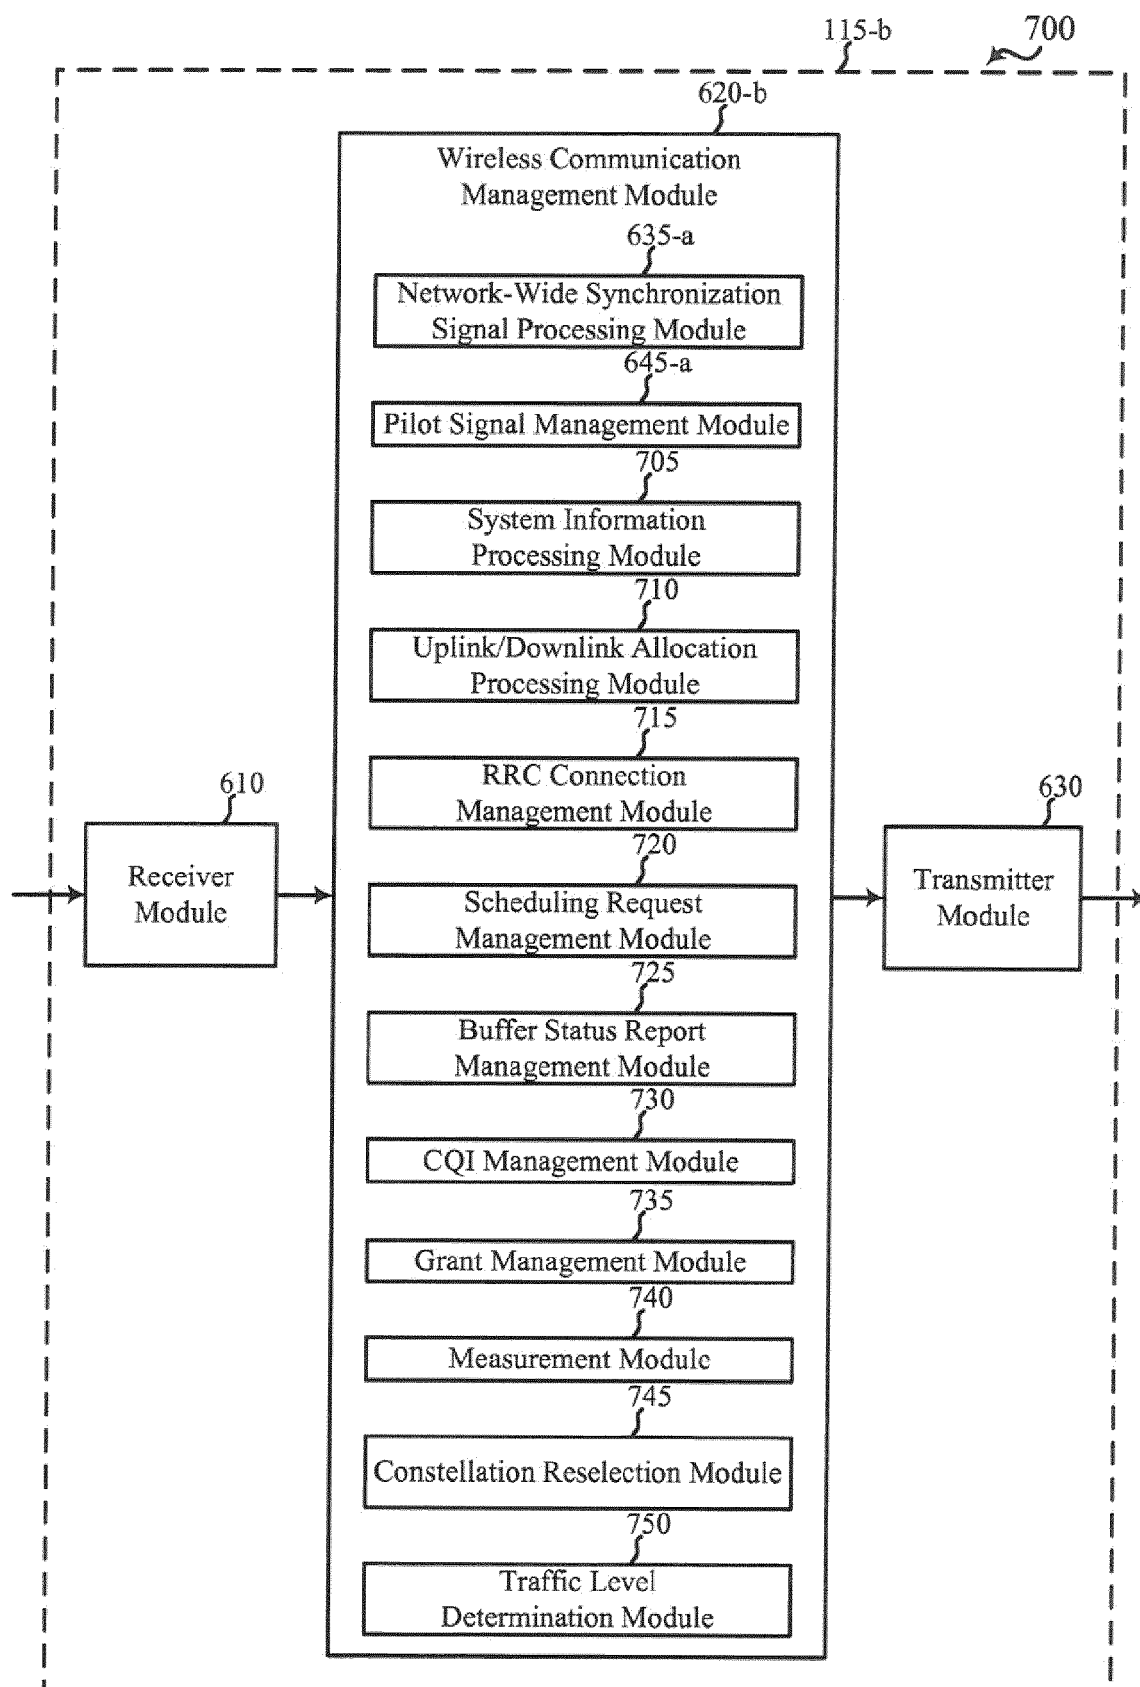 115-b
700
620-b
Wireless Communication
Management Module
635-a
Network-Wide Synchronization
Signal Processing Module
645-a
Pilot Signal Management Module
705
System Information
Processing Module
710
Uplink/Downlink Allocation
Processing Module
715
RRC Connection
Management Module
610
Receiver
Module
630
Transmitter
Module
720
Scheduling Request
Management Module
725
Buffer Status Report
Management Module
730
CQI Management Module
735
Grant Management Module
740
Measurement Module
745
Constellation Reselection Module
750
Traffic Level
Determination Module